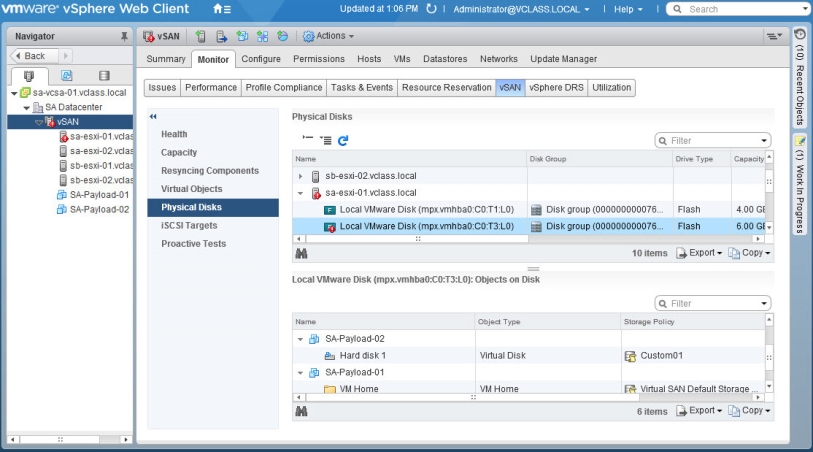 vmware® vSphere Web Client
Updated at 1:06 PM | Administrator@VCLASS.LOCAL | Help | Search
Navigator
Back
sa-vcsa-01.vclass.local
SA Datacenter
vSAN
sa-esxi-01.vclas
sa-esxi-02.vclas
sb-esxi-01.vclas
sb-esxi-02.vclas
SA-Payload-01
SA-Payload-02
vSAN Actions
Summary Monitor Configure Permissions Hosts VMs Datastores Networks Update Manager
Issues Performance Profile Compliance Tasks & Events Resource Reservation vSAN vSphere DRS Utilization
Health
Capacity
Resyncing Components
Virtual Objects
Physical Disks
iSCSI Targets
Proactive Tests
Physical Disks
Filter
Name Disk Group Drive Type Capacity
sb-esxi-02.vclass.local
sa-esxi-01.vclass.local
Local VMware Disk (mpx.vmhba0:C0:T1:L0) Disk group (000000000076... Flash 4.00 GB
Local VMware Disk (mpx.vmhba0:C0:T3:L0) Disk group (000000000076... Flash 6.00 GB
10 items Export Copy
Local VMware Disk (mpx.vmhba0:C0:T3:L0): Objects on Disk
Filter
Name Object Type Storage Policy
SA-Payload-02
Hard disk 1 Virtual Disk Custom01
SA-Payload-01
VM Home VM Home Virtual SAN Default Storage ...
6 items Export Copy
(10) Recent Objects
(1) Work In Progress